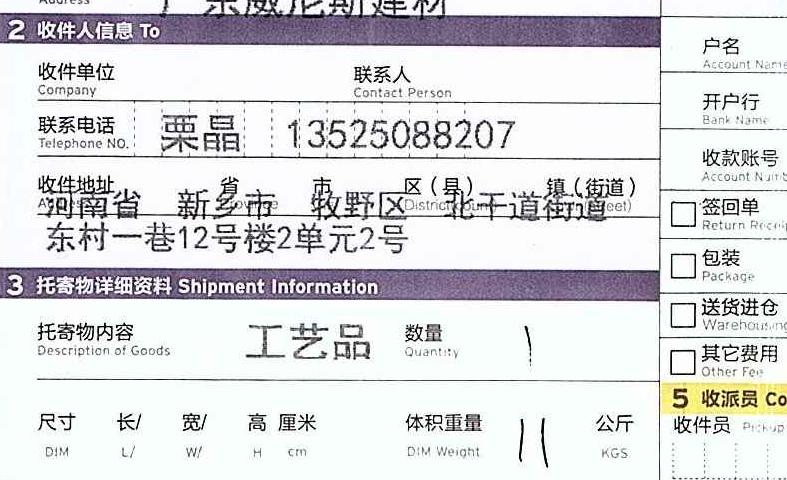 Address
广东威尼斯建材
2 收件人信息 To
收件单位 联系人
Company Contact Person
联系电话 栗晶 13525088207
Telephone NO.
收件地址 省 市 区（县） 镇（街道）
河南省 新乡市 牧野区 北干道街道
东村一巷12号楼2单元2号
3 托寄物详细资料 Shipment Information
托寄物内容 工艺品 数量 1
Description of Goods Quantity
尺寸 长/ 宽/ 高 厘米 体积重量 11 公斤
DIM L/ W/ H cm DIM Weight KGS
户名
Account Name
开户行
Bank Name
收款账号
Account Numb
签回单
Return Receip
包装
Package
送货进仓
Warehousing
其它费用
Other Fee
5 收派员 Co
收件员 Pickup